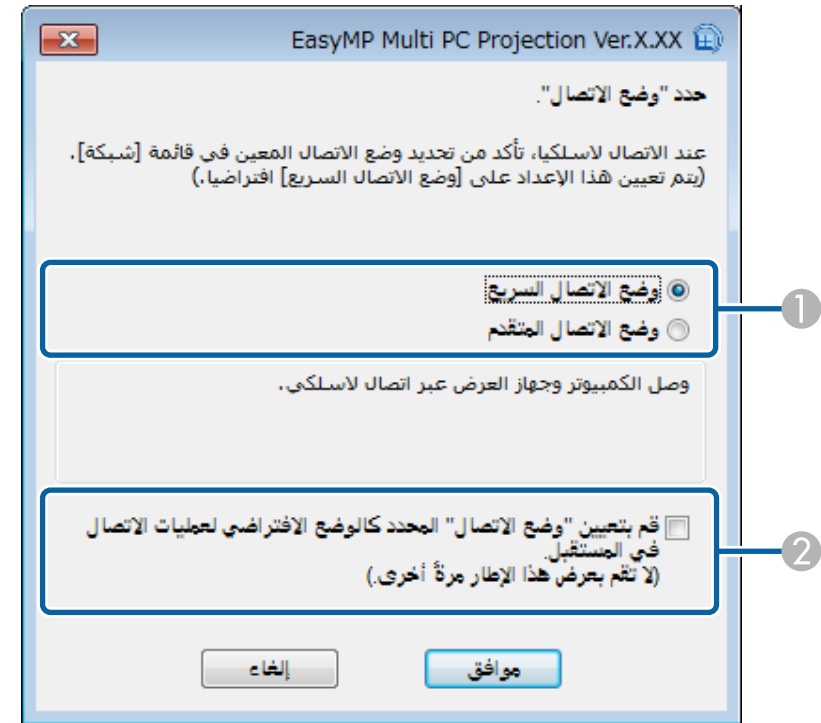 EasyMP Multi PC Projection Ver.X.XX
حدد "وضع الاتصال".
عند الاتصال لاسلكيا، تأكد من تحديد وضع الاتصال المعين في قائمة [شبكة].
(يتم تعيين هذا الإعداد على [وضع الاتصال السريع] افتراضيا.)
وضع الاتصال السريع
1
وضع الاتصال المتقدم
وصل الكمبيوتر وجهاز العرض عبر اتصال لاسلكي.
قم بتعيين "وضع الاتصال" المحدد كالوضع الافتراضي لعمليات الاتصال
في المستقبل.
2
(لا تقم بعرض هذا الإطار مرةً أخرى.)
موافق
إلغاء